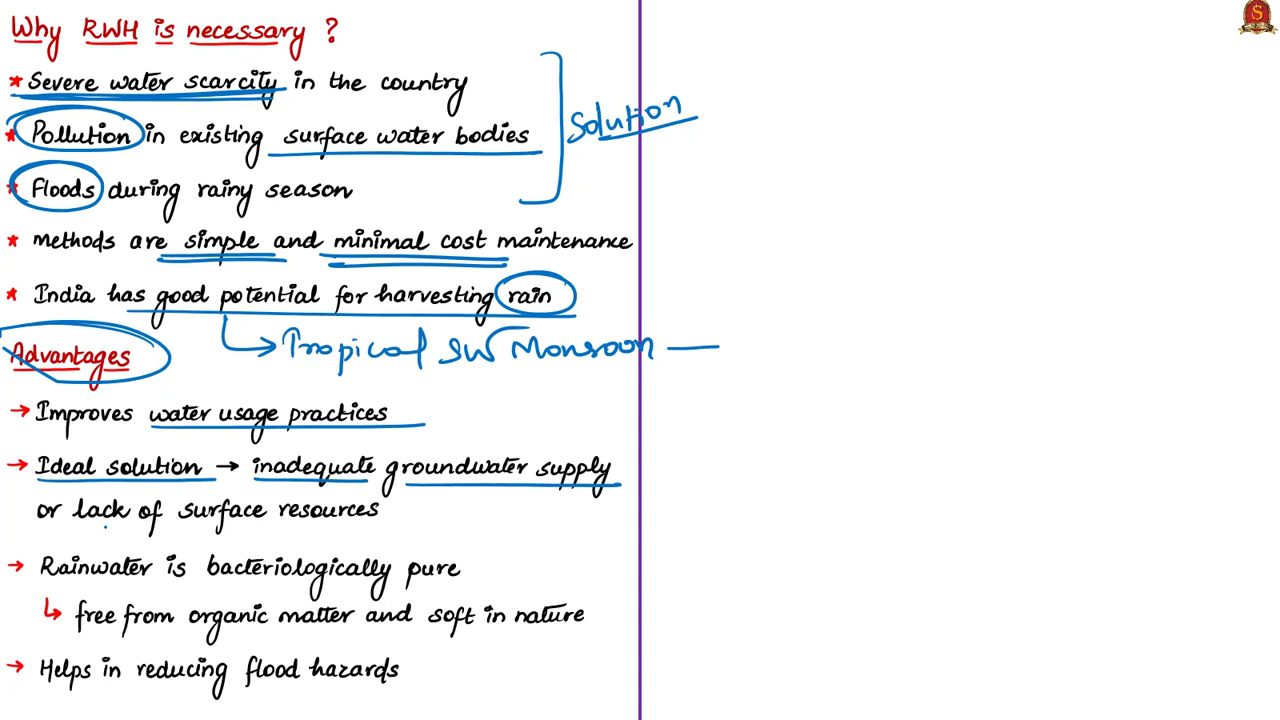 Why RWH is necessary ?
* Severe water scarcity in the country
* Pollution in existing surface water bodies
Solution
* Floods during rainy season
* Methods are simple and minimal cost maintenance
* India has good potential for harvesting rain
→ Tropical SW Monsoon —
Advantages
→ Improves water usage practices
→ Ideal solution → inadequate groundwater supply
or lack of surface resources
→ Rainwater is bacteriologically pure
↳ free from organic matter and soft in nature
→ Helps in reducing flood hazards
S